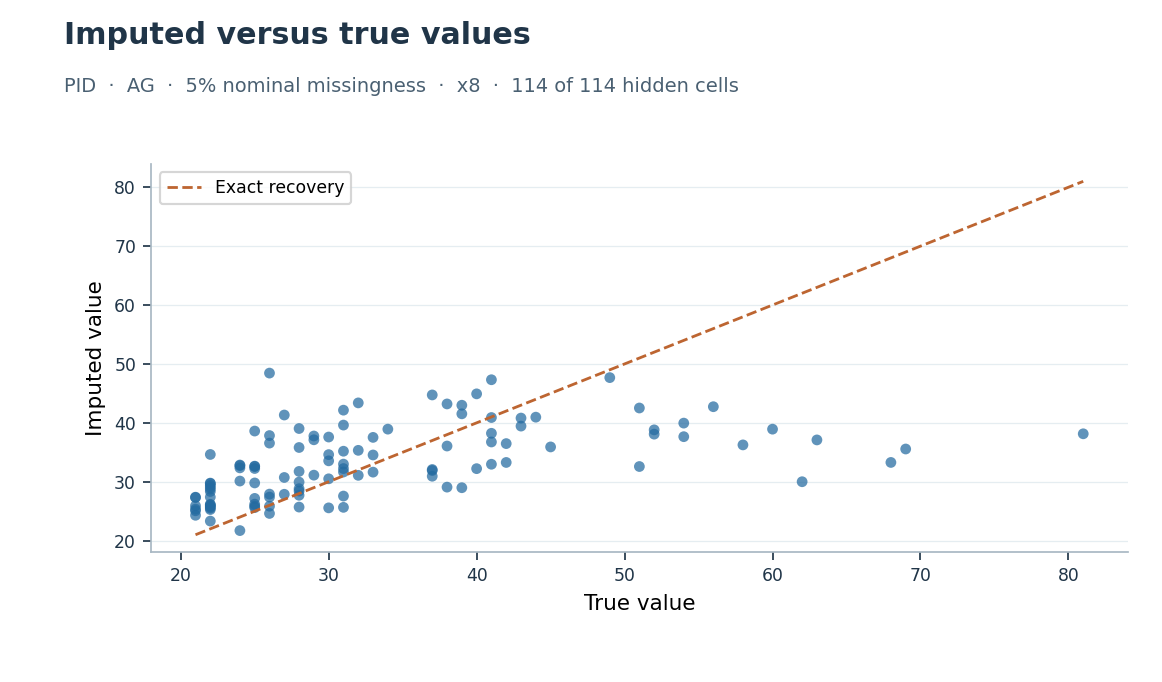 Imputed versus true values
PID · AG · 5% nominal missingness · x8 · 114 of 114 hidden cells
Exact recovery
80
70
60
50
40
30
20
Imputed value
20 30 40 50 60 70 80
True value